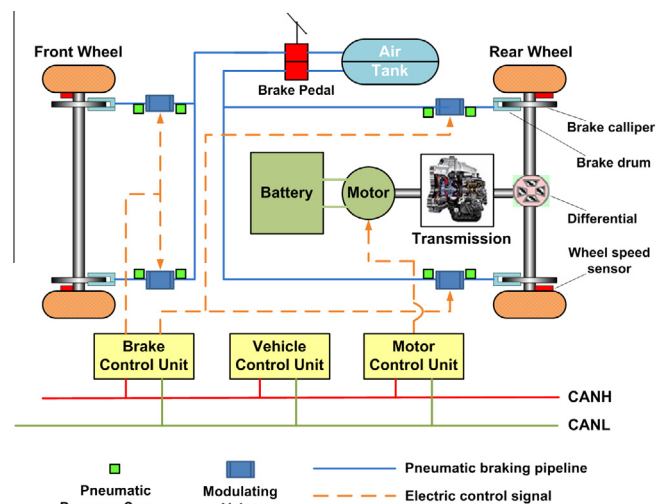 Front Wheel
Air
Tank
Rear Wheel
Brake Pedal
Brake calliper
Brake drum
Battery
Motor
Transmission
Differential
Wheel speed
sensor
Brake
Control Unit
Vehicle
Control Unit
Motor
Control Unit
CANH
CANL
Pneumatic
Modulating
Pneumatic braking pipeline
Electric control signal